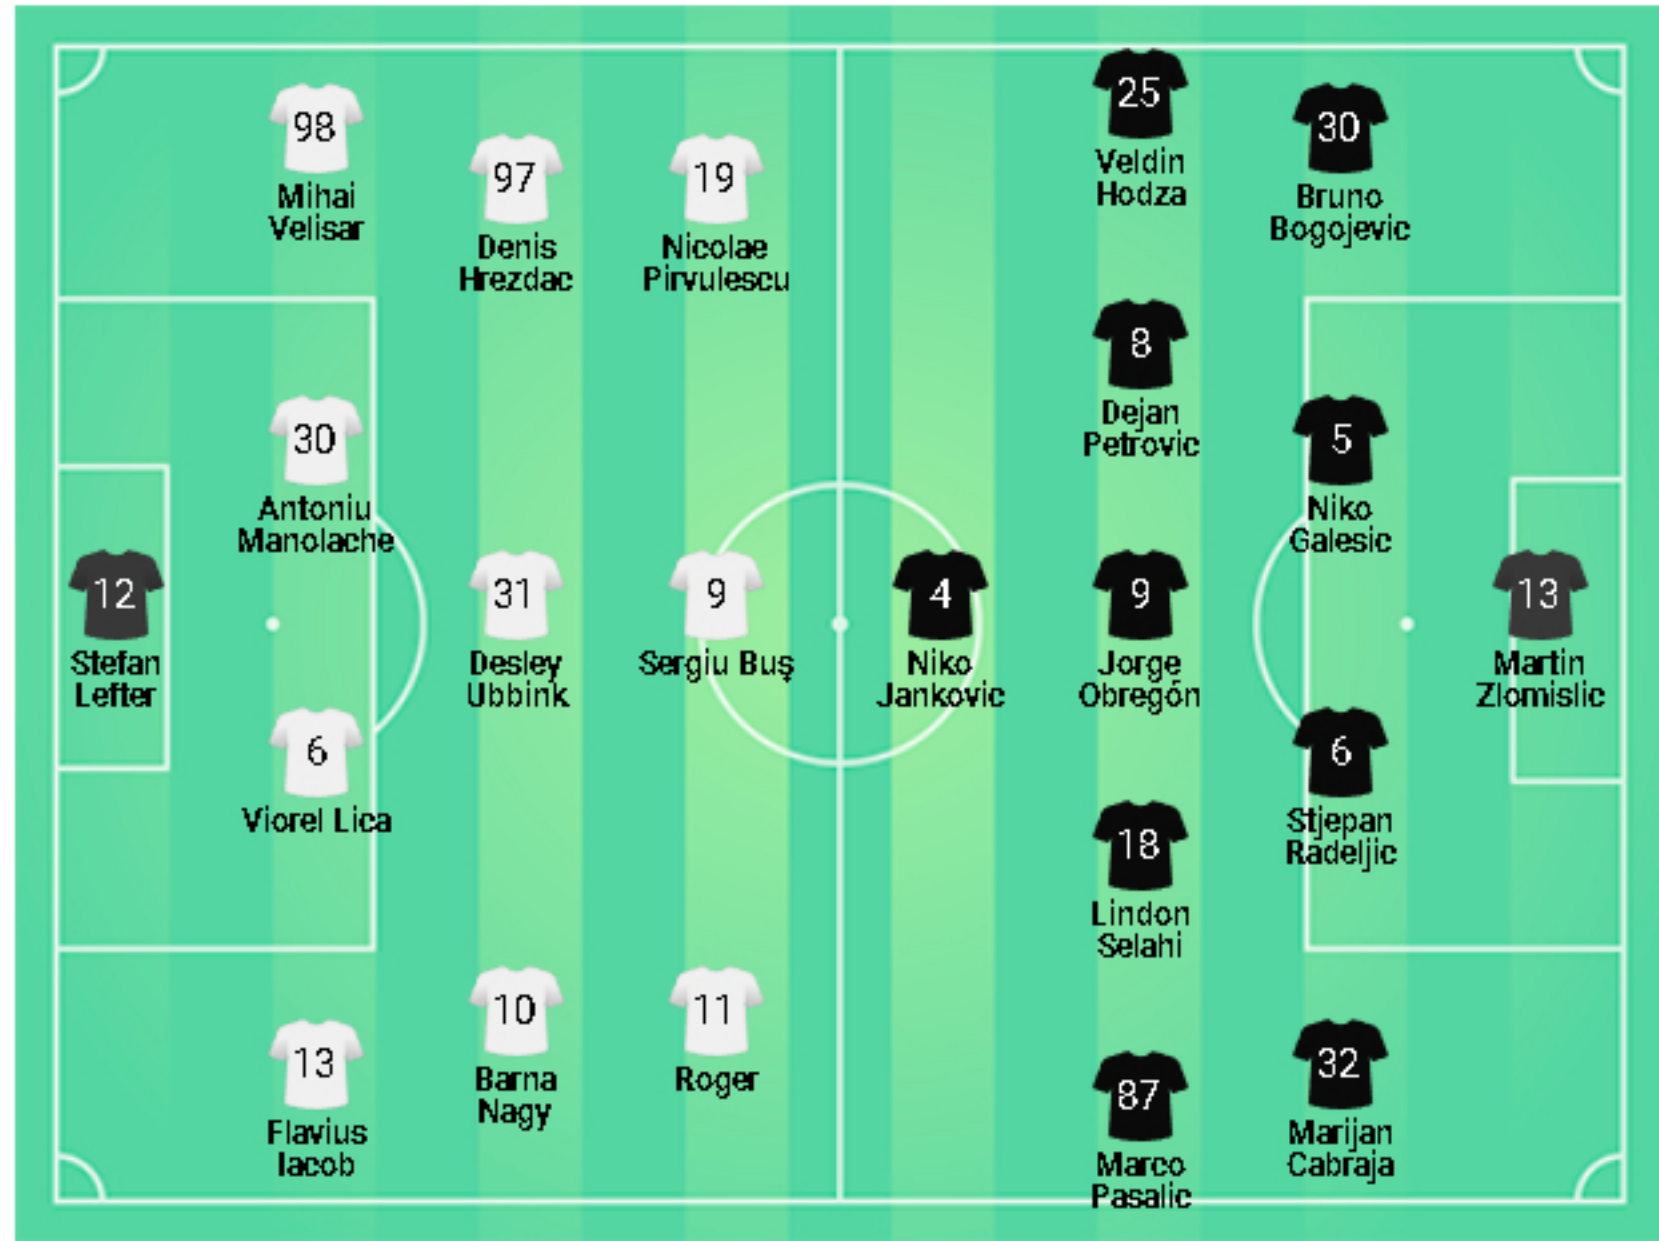 98
Mihai
Velisar
30
Antoniu
Manolache
12
Stefan
Lefter
6
Viorel Lica
13
Flavius
Iacob
97
Denis
Hrezdac
31
Desley
Ubbink
10
Barna
Nagy
19
Nicolae
Pirvulescu
9
Sergiu Buş
11
Roger
4
Niko
Jankovic
25
Veldin
Hodza
8
Dejan
Petrovic
9
Jorge
Obregón
18
Lindon
Selahi
87
Marco
Pasalic
30
Bruno
Bogojevic
5
Niko
Galesic
6
Stjepan
Radeljic
32
Marijan
Cabraja
13
Martin
Zlomislic